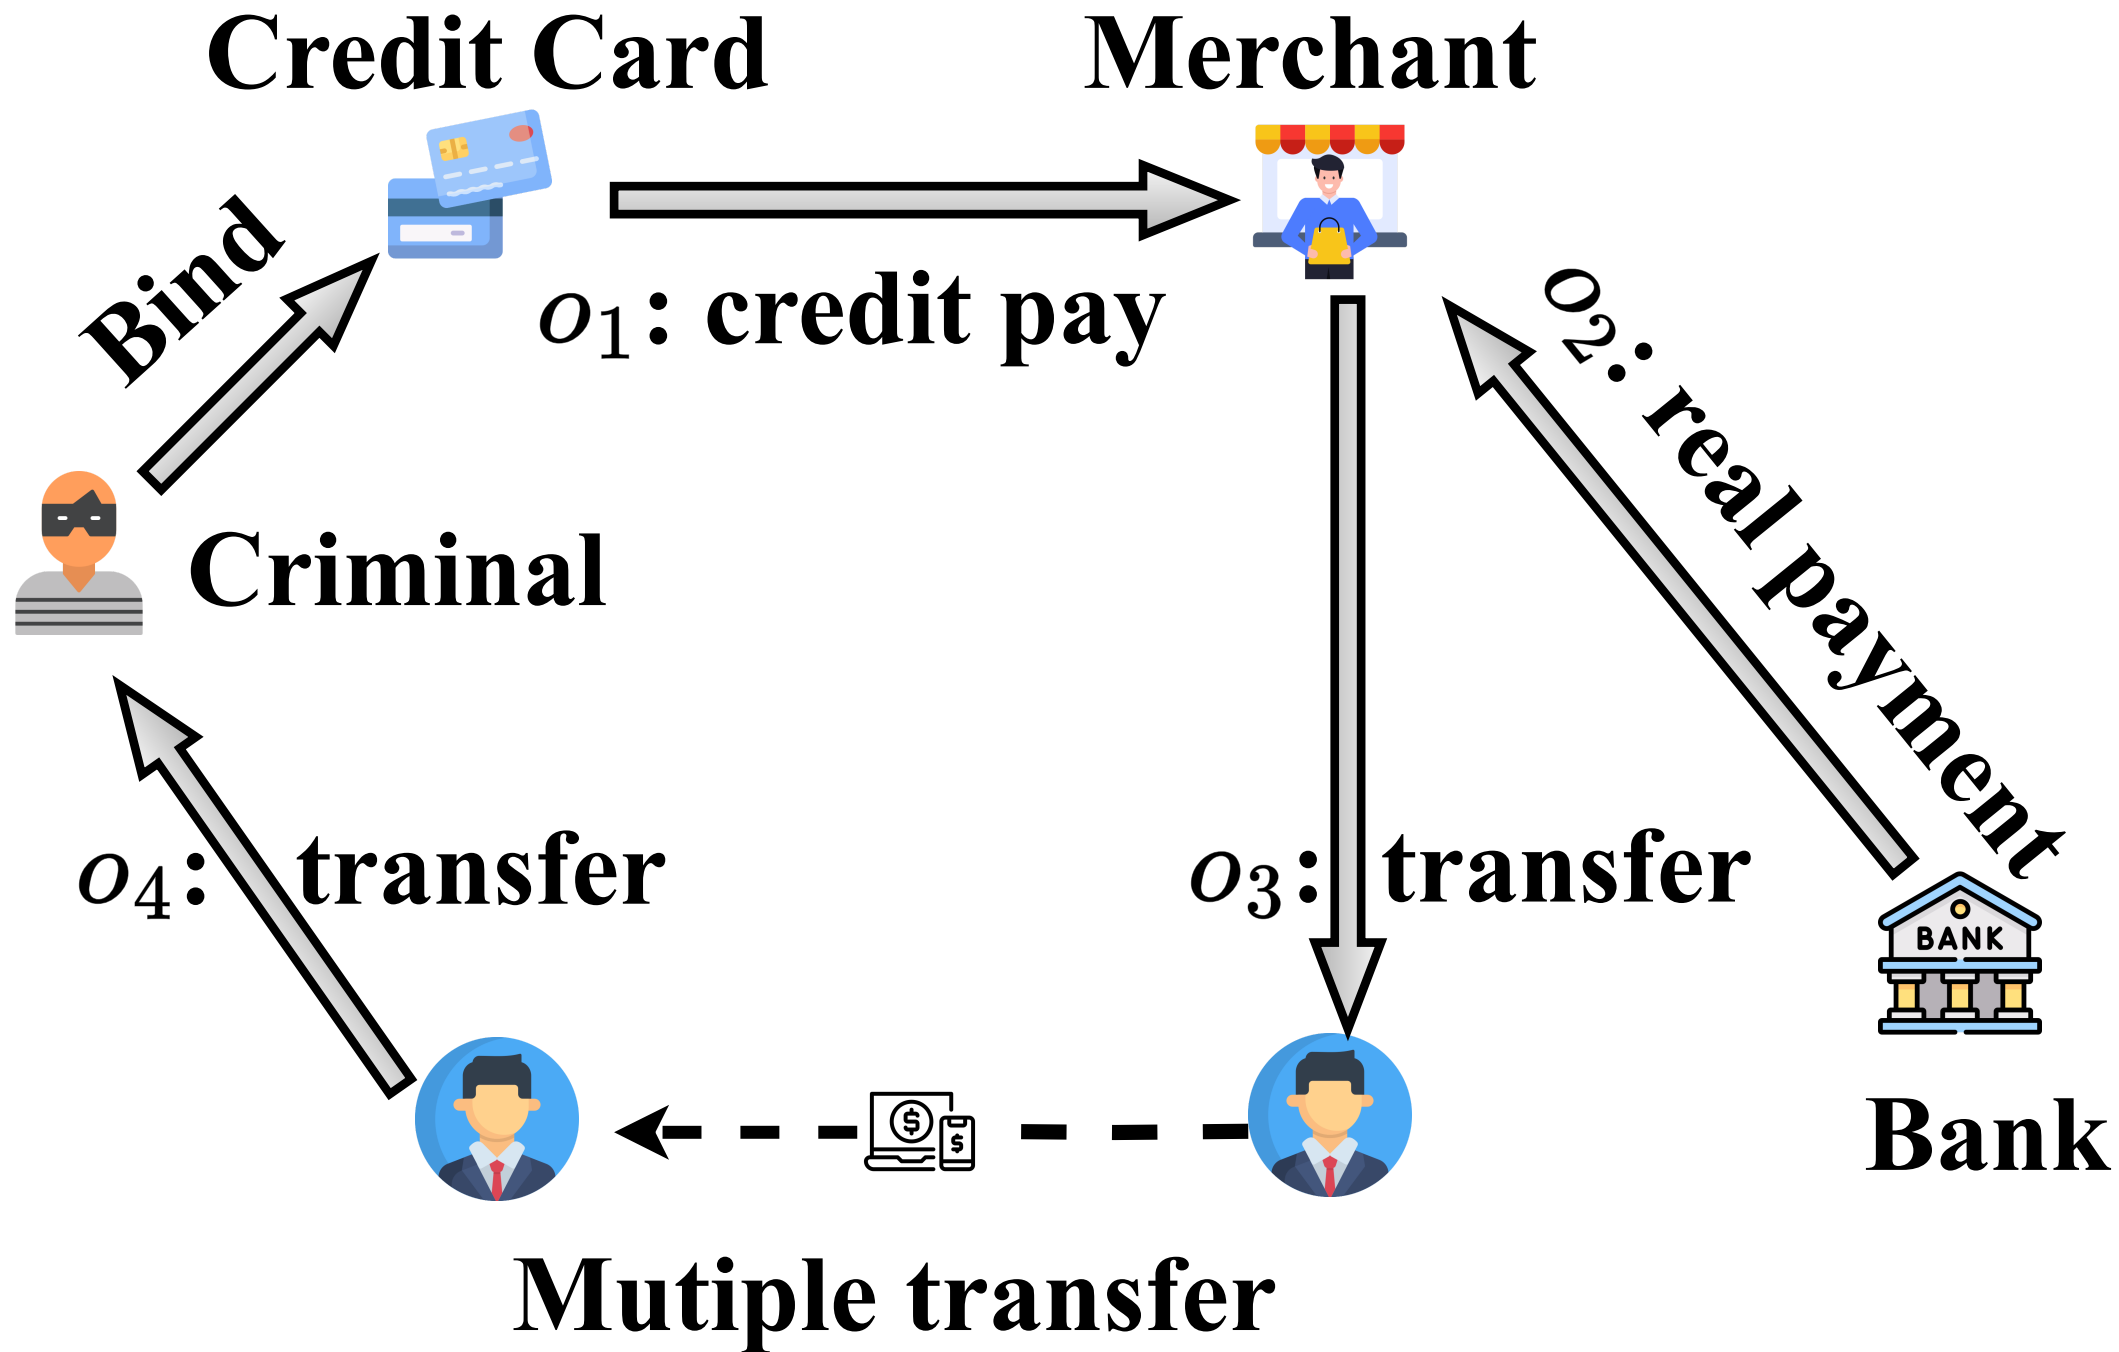 Credit Card
Merchant
Bind
o₁: credit pay
o₂: real payment
Criminal
o₄: transfer
o₃: transfer
BANK
$
$
Bank
Mutiple transfer